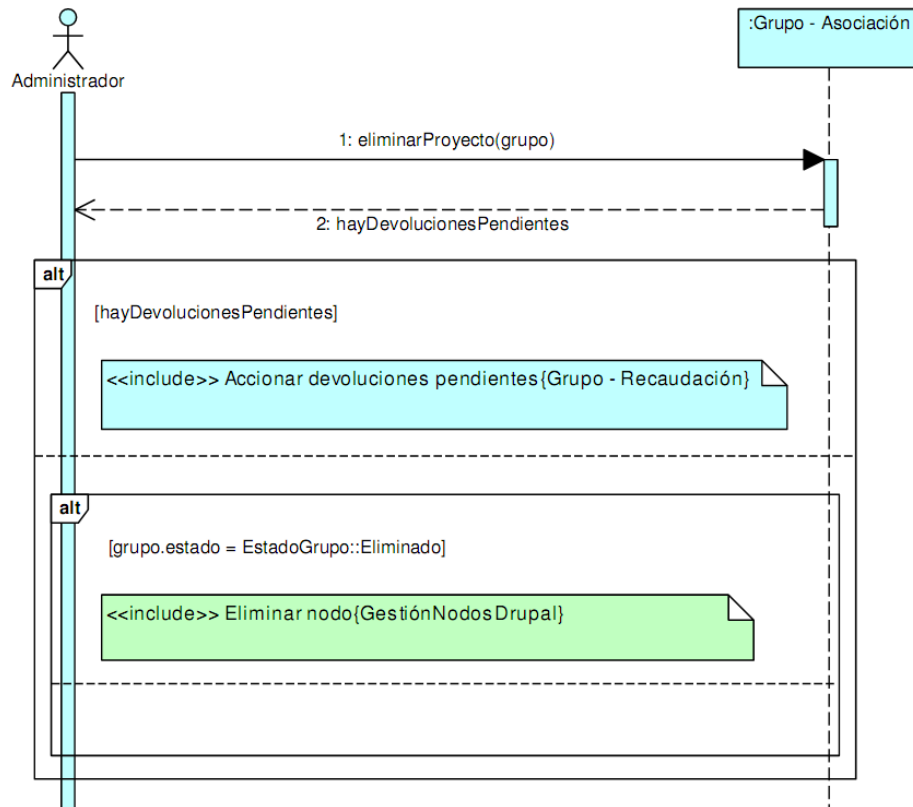 :Grupo - Asociación
Administrador
1: eliminarProyecto(grupo)
2: hayDevolucionesPendientes
alt
[hayDevolucionesPendientes]
<<include>> Accionar devoluciones pendientes{Grupo - Recaudación}
alt
[grupo.estado = EstadoGrupo::Eliminado]
<<include>> Eliminar nodo{GestiónNodosDrupal}